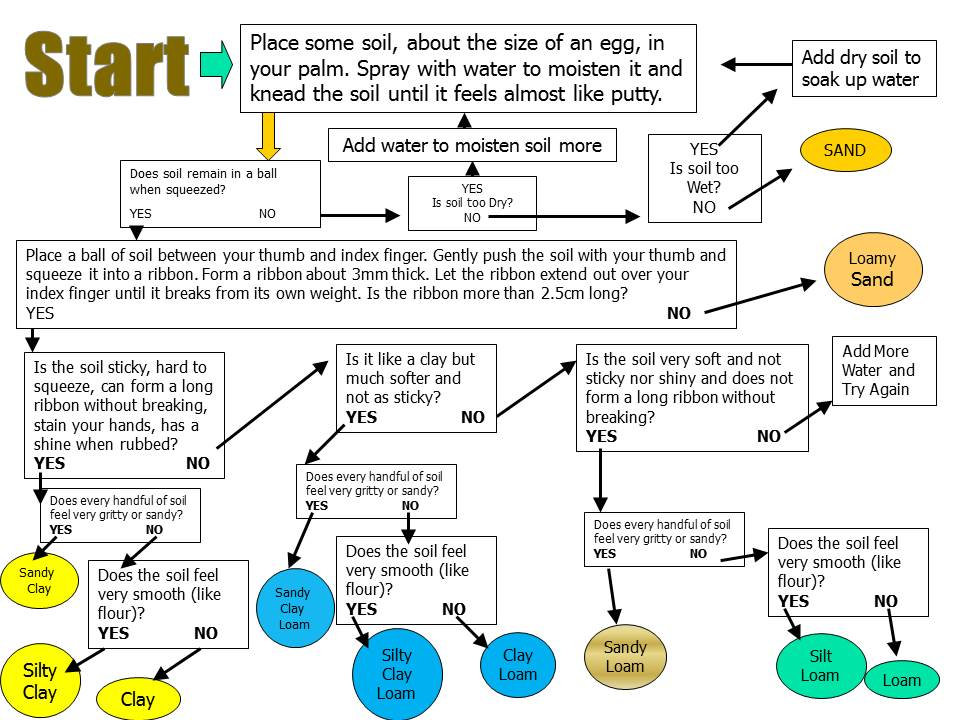 Start
Place some soil, about the size of an egg, in
your palm. Spray with water to moisten it and
knead the soil until it feels almost like putty.
Add dry soil to
soak up water
Add water to moisten soil more
YES
Is soil too
Wet?
NO
SAND
Does soil remain in a ball
when squeezed?
YES NO
YES
Is soil too Dry?
NO
Place a ball of soil between your thumb and index finger. Gently push the soil with your thumb and
squeeze it into a ribbon. Form a ribbon about 3mm thick. Let the ribbon extend out over your
index finger until it breaks from its own weight. Is the ribbon more than 2.5cm long?
YES NO
Loamy
Sand
Is the soil sticky, hard to
squeeze, can form a long
ribbon without breaking,
stain your hands, has a
shine when rubbed?
YES NO
Is it like a clay but
much softer and
not as sticky?
YES NO
Is the soil very soft and not
sticky nor shiny and does not
form a long ribbon without
breaking?
YES NO
Add More
Water and
Try Again
Does every handful of soil
feel very gritty or sandy?
YES NO
Does every handful of soil
feel very gritty or sandy?
YES NO
Does every handful of soil
feel very gritty or sandy?
YES NO
Sandy
Clay
Does the soil feel
very smooth (like
flour)?
YES NO
Sandy
Clay
Loam
Does the soil feel
very smooth (like
flour)?
YES NO
Does the soil feel
very smooth (like
flour)?
YES NO
Silty
Clay
Clay
Silty
Clay
Loam
Clay
Loam
Sandy
Loam
Silt
Loam
Loam